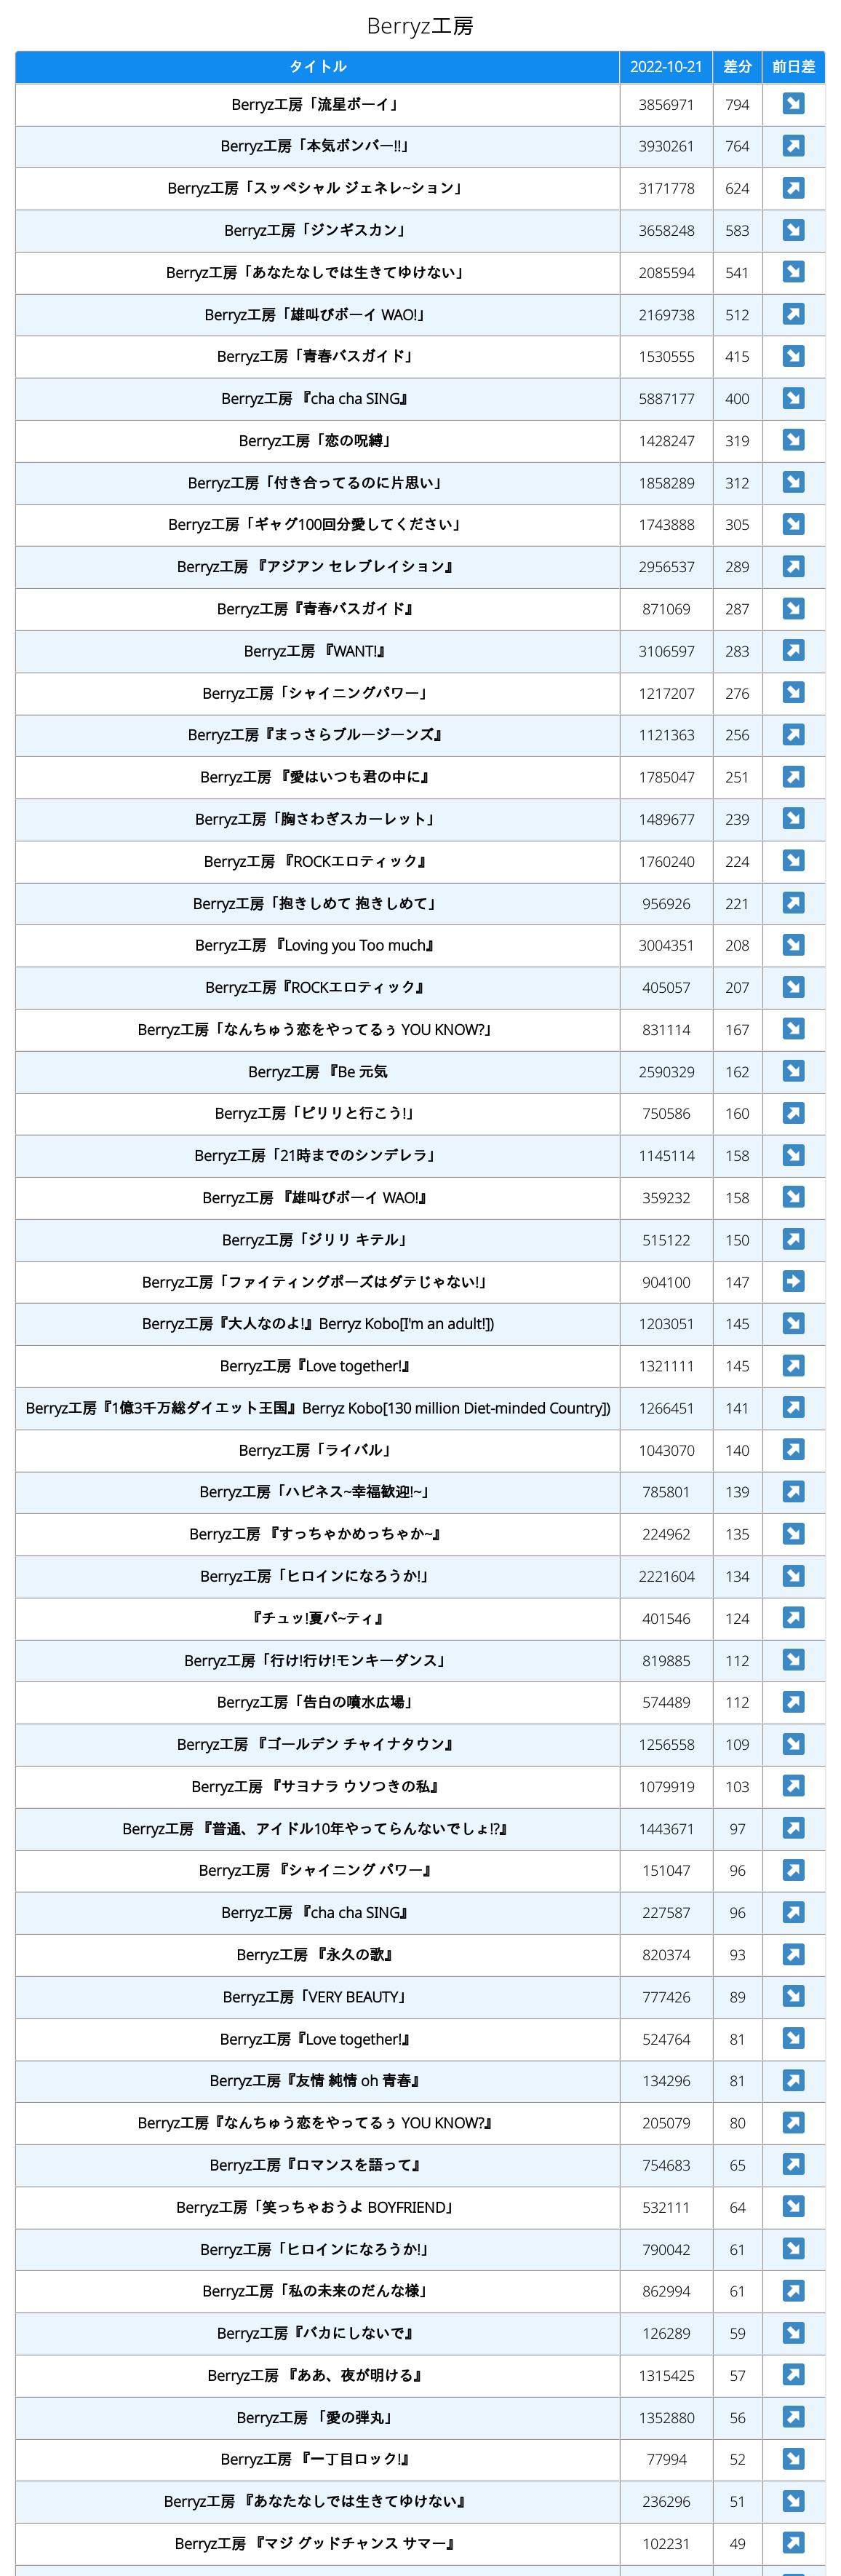 Berryz工房
タイトル 2022-10-21 差分 前日差
Berryz工房「流星ボーイ」 3856971 794 ↘
Berryz工房「本気ボンバー!!」 3930261 764 ↗
Berryz工房「スッペシャル ジェネレ~ション」 3171778 624 ↗
Berryz工房「ジンギスカン」 3658248 583 ↘
Berryz工房「あなたなしでは生きてゆけない」 2085594 541 ↘
Berryz工房「雄叫びボーイ WAO!」 2169738 512 ↗
Berryz工房「青春バスガイド」 1530555 415 ↘
Berryz工房 『cha cha SING』 5887177 400 ↘
Berryz工房「恋の呪縛」 1428247 319 ↘
Berryz工房「付き合ってるのに片思い」 1858289 312 ↘
Berryz工房「ギャグ100回分愛してください」 1743888 305 ↘
Berryz工房 『アジアン セレブレイション』 2956537 289 ↗
Berryz工房『青春バスガイド』 871069 287 ↘
Berryz工房 『WANT!』 3106597 283 ↗
Berryz工房「シャイニングパワー」 1217207 276 ↘
Berryz工房『まっさらブルージーンズ』 1121363 256 ↗
Berryz工房 『愛はいつも君の中に』 1785047 251 ↗
Berryz工房「胸さわぎスカーレット」 1489677 239 ↘
Berryz工房 『ROCKエロティック』 1760240 224 ↘
Berryz工房「抱きしめて 抱きしめて」 956926 221 ↗
Berryz工房 『Loving you Too much』 3004351 208 ↘
Berryz工房『ROCKエロティック』 405057 207 ↘
Berryz工房「なんちゅう恋をやってるぅ YOU KNOW?」 831114 167 ↘
Berryz工房 『Be 元気 2590329 162 ↘
Berryz工房「ピリリと行こう!」 750586 160 ↗
Berryz工房「21時までのシンデレラ」 1145114 158 ↘
Berryz工房 『雄叫びボーイ WAO!』 359232 158 ↘
Berryz工房「ジリリ キテル」 515122 150 ↗
Berryz工房「ファイティングポーズはダテじゃない!」 904100 147 →
Berryz工房『大人なのよ!』Berryz Kobo[I'm an adult!]) 1203051 145 ↘
Berryz工房『Love together!』 1321111 145 ↗
Berryz工房『1億3千万総ダイエット王国』Berryz Kobo[130 million Diet-minded Country]) 1266451 141 ↗
Berryz工房「ライバル」 1043070 140 ↗
Berryz工房「ハピネス~幸福歓迎!~」 785801 139 ↗
Berryz工房 『すっちゃかめっちゃか~』 224962 135 ↘
Berryz工房「ヒロインになろうか!」 2221604 134 ↘
『チュッ!夏パ~ティ』 401546 124 ↗
Berryz工房「行け!行け!モンキーダンス」 819885 112 ↘
Berryz工房「告白の噴水広場」 574489 112 ↗
Berryz工房 『ゴールデン チャイナタウン』 1256558 109 ↘
Berryz工房 『サヨナラ ウソつきの私』 1079919 103 ↗
Berryz工房 『普通、アイドル10年やってらんないでしょ!?』 1443671 97 ↗
Berryz工房 『シャイニング パワー』 151047 96 ↗
Berryz工房 『cha cha SING』 227587 96 ↗
Berryz工房 『永久の歌』 820374 93 ↗
Berryz工房「VERY BEAUTY」 777426 89 ↘
Berryz工房『Love together!』 524764 81 ↘
Berryz工房『友情 純情 oh 青春』 134296 81 ↗
Berryz工房『なんちゅう恋をやってるぅ YOU KNOW?』 205079 80 ↗
Berryz工房『ロマンスを語って』 754683 65 ↗
Berryz工房「笑っちゃおうよ BOYFRIEND」 532111 64 ↘
Berryz工房「ヒロインになろうか!」 790042 61 ↘
Berryz工房「私の未来のだんな様」 862994 61 ↗
Berryz工房『バカにしないで』 126289 59 ↘
Berryz工房 『ああ、夜が明ける』 1315425 57 ↗
Berryz工房 「愛の弾丸」 1352880 56 ↗
Berryz工房 『一丁目ロック!』 77994 52 ↘
Berryz工房 『あなたなしでは生きてゆけない』 236296 51 ↘
Berryz工房 『マジ グッドチャンス サマー』 102231 49 ↗